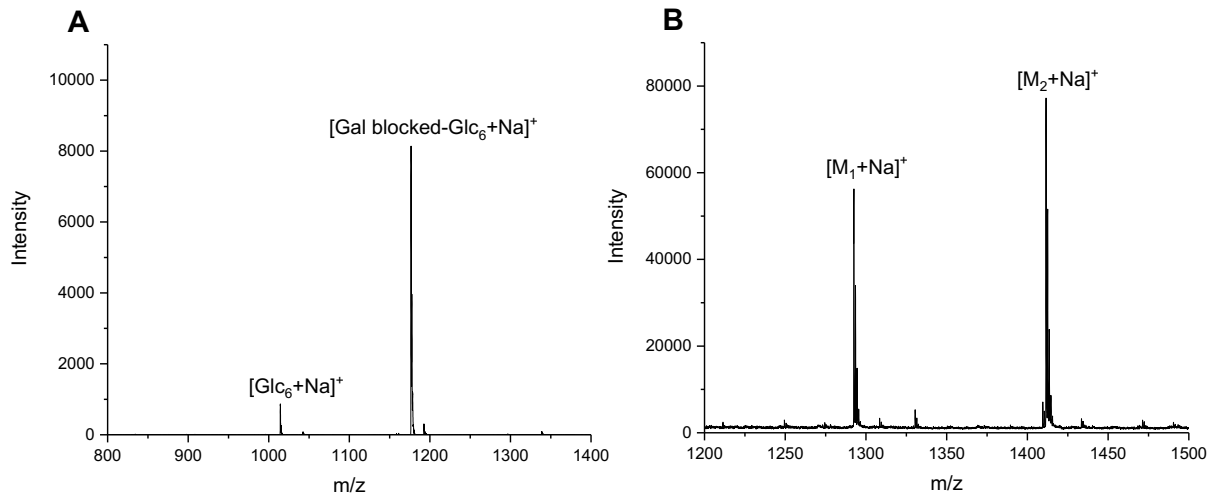 A
10000
8000
6000
4000
2000
0
Intensity
[Gal blocked-Glc₆+Na]⁺
[Glc₆+Na]⁺
800 900 1000 1100 1200 1300 1400
m/z
B
80000
60000
40000
20000
0
Intensity
[M₂+Na]⁺
[M₁+Na]⁺
1200 1250 1300 1350 1400 1450 1500
m/z